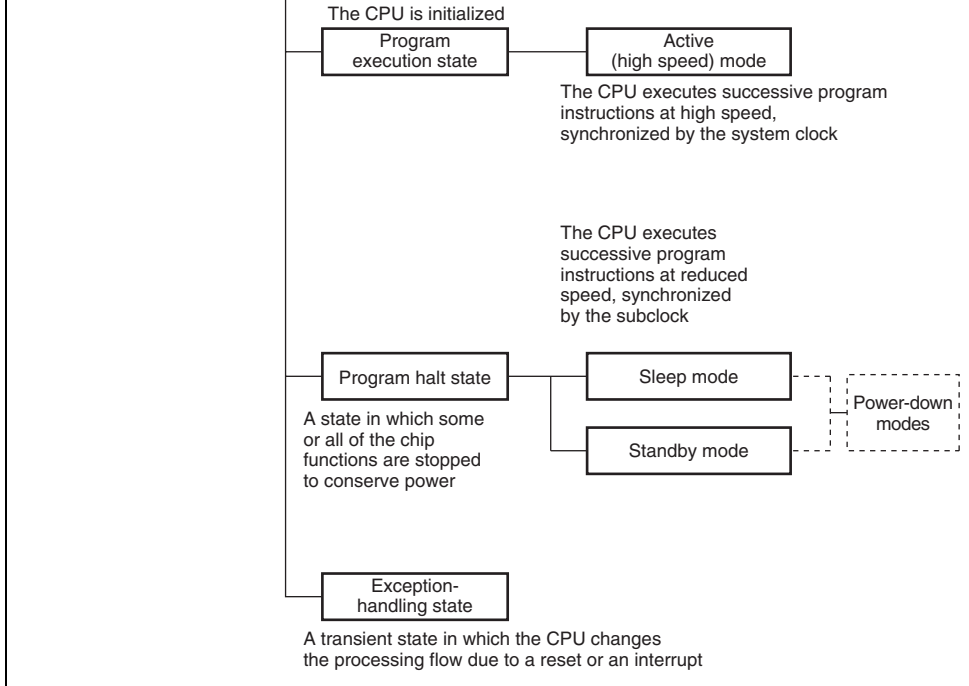 The CPU is initialized
Program
execution state
Active
(high speed) mode
The CPU executes successive program
instructions at high speed,
synchronized by the system clock
The CPU executes
successive program
instructions at reduced
speed, synchronized
by the subclock
Program halt state
Sleep mode
Power-down
modes
A state in which some
or all of the chip
functions are stopped
to conserve power
Standby mode
Exception-
handling state
A transient state in which the CPU changes
the processing flow due to a reset or an interrupt